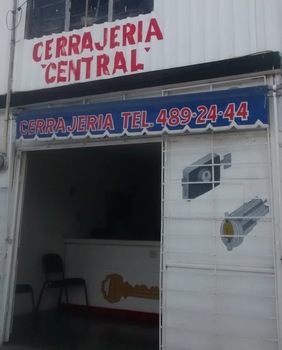 CERRAJERIA
"CENTRAL"
CERRAJERIA TEL. 489-24-44